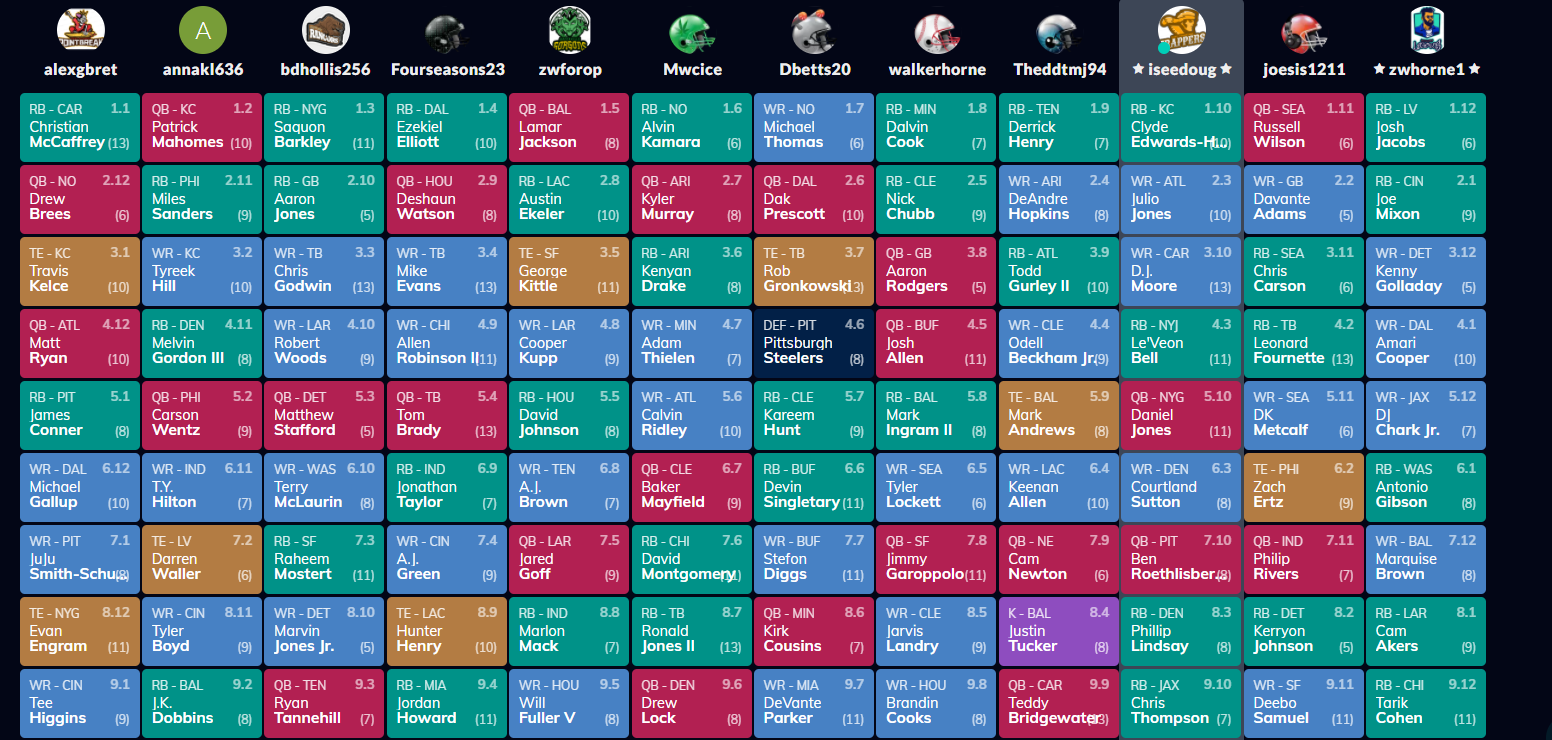 A
alexgbret annakl636 bdhollis256 Fourseasons23 zwforop Mwcice Dbetts20 walkerhorne Theddtmj94 ★ iseedoug ★ joesis1211 ★ zwhorne1 ★
RB - CAR 1.1 QB - KC 1.2 RB - NYG 1.3 RB - DAL 1.4 QB - BAL 1.5 RB - NO 1.6 WR - NO 1.7 RB - MIN 1.8 RB - TEN 1.9 RB - KC 1.10 QB - SEA 1.11 RB - LV 1.12
Christian Patrick Saquon Ezekiel Lamar Alvin Michael Dalvin Derrick Clyde Russell Josh
McCaffrey (13) Mahomes (10) Barkley (11) Elliott (10) Jackson (8) Kamara (6) Thomas (6) Cook (7) Henry (7) Edwards-H... (10) Wilson (6) Jacobs (6)
QB - NO 2.12 RB - PHI 2.11 RB - GB 2.10 QB - HOU 2.9 RB - LAC 2.8 QB - ARI 2.7 QB - DAL 2.6 RB - CLE 2.5 WR - ARI 2.4 WR - ATL 2.3 WR - GB 2.2 RB - CIN 2.1
Drew Miles Aaron Deshaun Austin Kyler Dak Nick DeAndre Julio Davante Joe
Brees (6) Sanders (9) Jones (5) Watson (8) Ekeler (10) Murray (8) Prescott (10) Chubb (9) Hopkins (8) Jones (10) Adams (5) Mixon (9)
TE - KC 3.1 WR - KC 3.2 WR - TB 3.3 WR - TB 3.4 TE - SF 3.5 RB - ARI 3.6 TE - TB 3.7 QB - GB 3.8 RB - ATL 3.9 WR - CAR 3.10 RB - SEA 3.11 WR - DET 3.12
Travis Tyreek Chris Mike George Kenyan Rob Aaron Todd D.J. Chris Kenny
Kelce (10) Hill (10) Godwin (13) Evans (13) Kittle (11) Drake (8) Gronkowski (13) Rodgers (5) Gurley II (10) Moore (13) Carson (6) Golladay (5)
QB - ATL 4.12 RB - DEN 4.11 WR - LAR 4.10 WR - CHI 4.9 WR - LAR 4.8 WR - MIN 4.7 DEF - PIT 4.6 QB - BUF 4.5 WR - CLE 4.4 RB - NYJ 4.3 RB - TB 4.2 WR - DAL 4.1
Matt Melvin Robert Allen Cooper Adam Pittsburgh Josh Odell Le'Veon Leonard Amari
Ryan (10) Gordon III (8) Woods (9) Robinson II (11) Kupp (9) Thielen (7) Steelers (8) Allen (11) Beckham Jr. (9) Bell (11) Fournette (13) Cooper (10)
RB - PIT 5.1 QB - PHI 5.2 QB - DET 5.3 QB - TB 5.4 RB - HOU 5.5 WR - ATL 5.6 RB - CLE 5.7 RB - BAL 5.8 TE - BAL 5.9 QB - NYG 5.10 WR - SEA 5.11 WR - JAX 5.12
James Carson Matthew Tom David Calvin Kareem Mark Mark Daniel DK DJ
Conner (8) Wentz (9) Stafford (5) Brady (13) Johnson (8) Ridley (10) Hunt (9) Ingram II (8) Andrews (8) Jones (11) Metcalf (6) Chark Jr. (7)
WR - DAL 6.12 WR - IND 6.11 WR - WAS 6.10 RB - IND 6.9 WR - TEN 6.8 QB - CLE 6.7 RB - BUF 6.6 WR - SEA 6.5 WR - LAC 6.4 WR - DEN 6.3 TE - PHI 6.2 RB - WAS 6.1
Michael T.Y. Terry Jonathan A.J. Baker Devin Tyler Keenan Courtland Zach Antonio
Gallup (10) Hilton (7) McLaurin (8) Taylor (7) Brown (7) Mayfield (9) Singletary (11) Lockett (6) Allen (10) Sutton (8) Ertz (9) Gibson (8)
WR - PIT 7.1 TE - LV 7.2 RB - SF 7.3 WR - CIN 7.4 QB - LAR 7.5 RB - CHI 7.6 WR - BUF 7.7 QB - SF 7.8 QB - NE 7.9 QB - PIT 7.10 QB - IND 7.11 WR - BAL 7.12
JuJu Darren Raheem A.J. Jared David Stefon Jimmy Cam Ben Philip Marquise
Smith-Schu... (8) Waller (6) Mostert (11) Green (9) Goff (9) Montgomery (11) Diggs (11) Garoppolo (11) Newton (6) Roethlisber... (8) Rivers (7) Brown (8)
TE - NYG 8.12 WR - CIN 8.11 WR - DET 8.10 TE - LAC 8.9 RB - IND 8.8 RB - TB 8.7 QB - MIN 8.6 WR - CLE 8.5 K - BAL 8.4 RB - DEN 8.3 RB - DET 8.2 RB - LAR 8.1
Evan Tyler Marvin Hunter Marlon Ronald Kirk Jarvis Justin Phillip Kerryon Cam
Engram (11) Boyd (9) Jones Jr. (5) Henry (10) Mack (7) Jones II (13) Cousins (7) Landry (9) Tucker (8) Lindsay (8) Johnson (5) Akers (9)
WR - CIN 9.1 RB - BAL 9.2 QB - TEN 9.3 RB - MIA 9.4 WR - HOU 9.5 QB - DEN 9.6 WR - MIA 9.7 WR - HOU 9.8 QB - CAR 9.9 RB - JAX 9.10 WR - SF 9.11 RB - CHI 9.12
Tee J.K. Ryan Jordan Will Drew DeVante Brandin Teddy Chris Deebo Tarik
Higgins (9) Dobbins (8) Tannehill (7) Howard (11) Fuller V (8) Lock (8) Parker (11) Cooks (8) Bridgewater (13) Thompson (7) Samuel (11) Cohen (11)